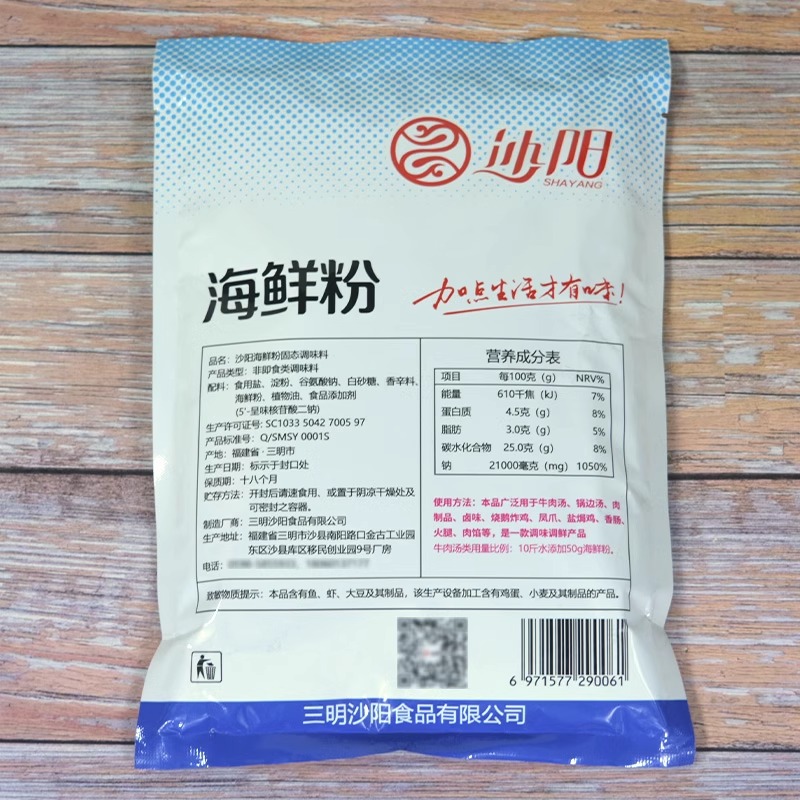 沙阳
SHAYANG
海鲜粉
加点生活才有味!
品名：沙阳海鲜粉固态调味料
产品类型：非即食类调味料
配料：食用盐、淀粉、谷氨酸钠、白砂糖、香辛料、
海鲜粉、植物油、食品添加剂
(5'-呈味核苷酸二钠)
生产许可证号: SC1033 5042 7005 97
产品标准号：Q/SMSY 0001S
产地：福建省·三明市
生产日期：标示于封口处
保质期：十八个月
贮存方法：开封后请速食用、或置于阴凉干燥处及
可密封之容器。
制造厂商：三明沙阳食品有限公司
生产地址：福建省三明市沙县南阳路口金古工业园
东区沙县库区移民创业园9号厂房
电话：
营养成分表
项目 每100克（g） NRV%
能量 610千焦（kJ） 7%
蛋白质 4.5克（g） 8%
脂肪 3.0克（g） 5%
碳水化合物 25.0克（g） 8%
钠 21000毫克（mg） 1050%
使用方法：本品广泛用于牛肉汤、锅边汤、肉
制品、卤味、烧鹅炸鸡、凤爪、盐焗鸡、香肠、
火腿、肉馅等，是一款调味调鲜产品
牛肉汤类用量比例：10斤水添加50g海鲜粉。
致敏物质提示：本品含有鱼、虾、大豆及其制品，该生产设备加工含有鸡蛋、小麦及其制品的产品。
6 971577 290061
三明沙阳食品有限公司